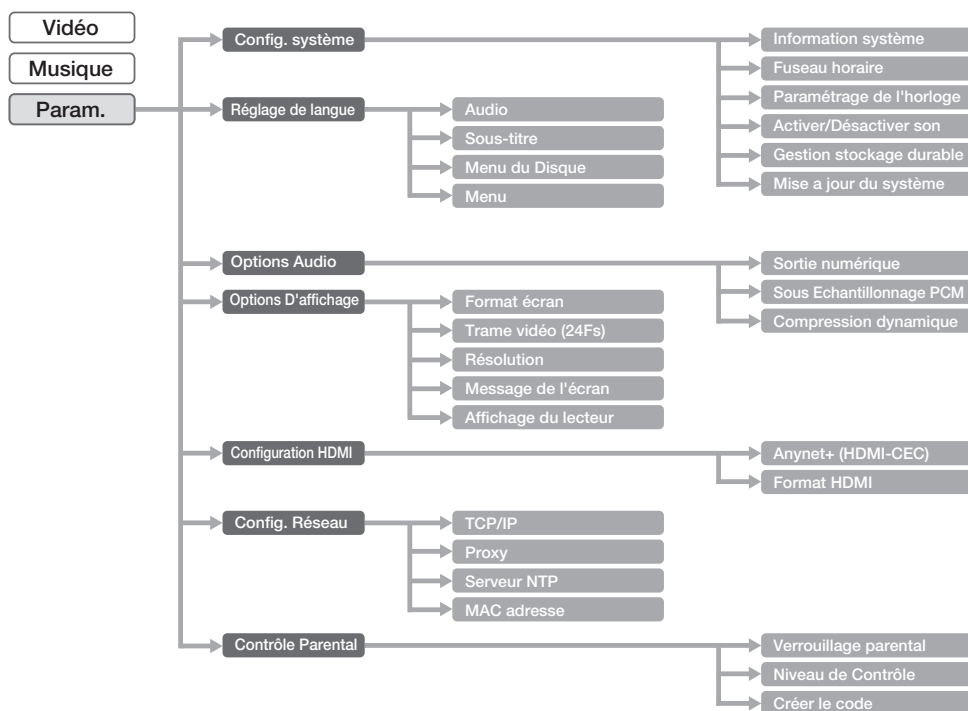 Vidéo
Musique
Param.
Config. système
Information système
Fuseau horaire
Paramétrage de l'horloge
Activer/Désactiver son
Gestion stockage durable
Mise a jour du système
Réglage de langue
Audio
Sous-titre
Menu du Disque
Menu
Options Audio
Sortie numérique
Sous Echantillonnage PCM
Compression dynamique
Options D'affichage
Format écran
Trame vidéo (24Fs)
Résolution
Message de l'écran
Affichage du lecteur
Configuration HDMI
Anynet+ (HDMI-CEC)
Format HDMI
Config. Réseau
TCP/IP
Proxy
Serveur NTP
MAC adresse
Contrôle Parental
Verrouillage parental
Niveau de Contrôle
Créer le code